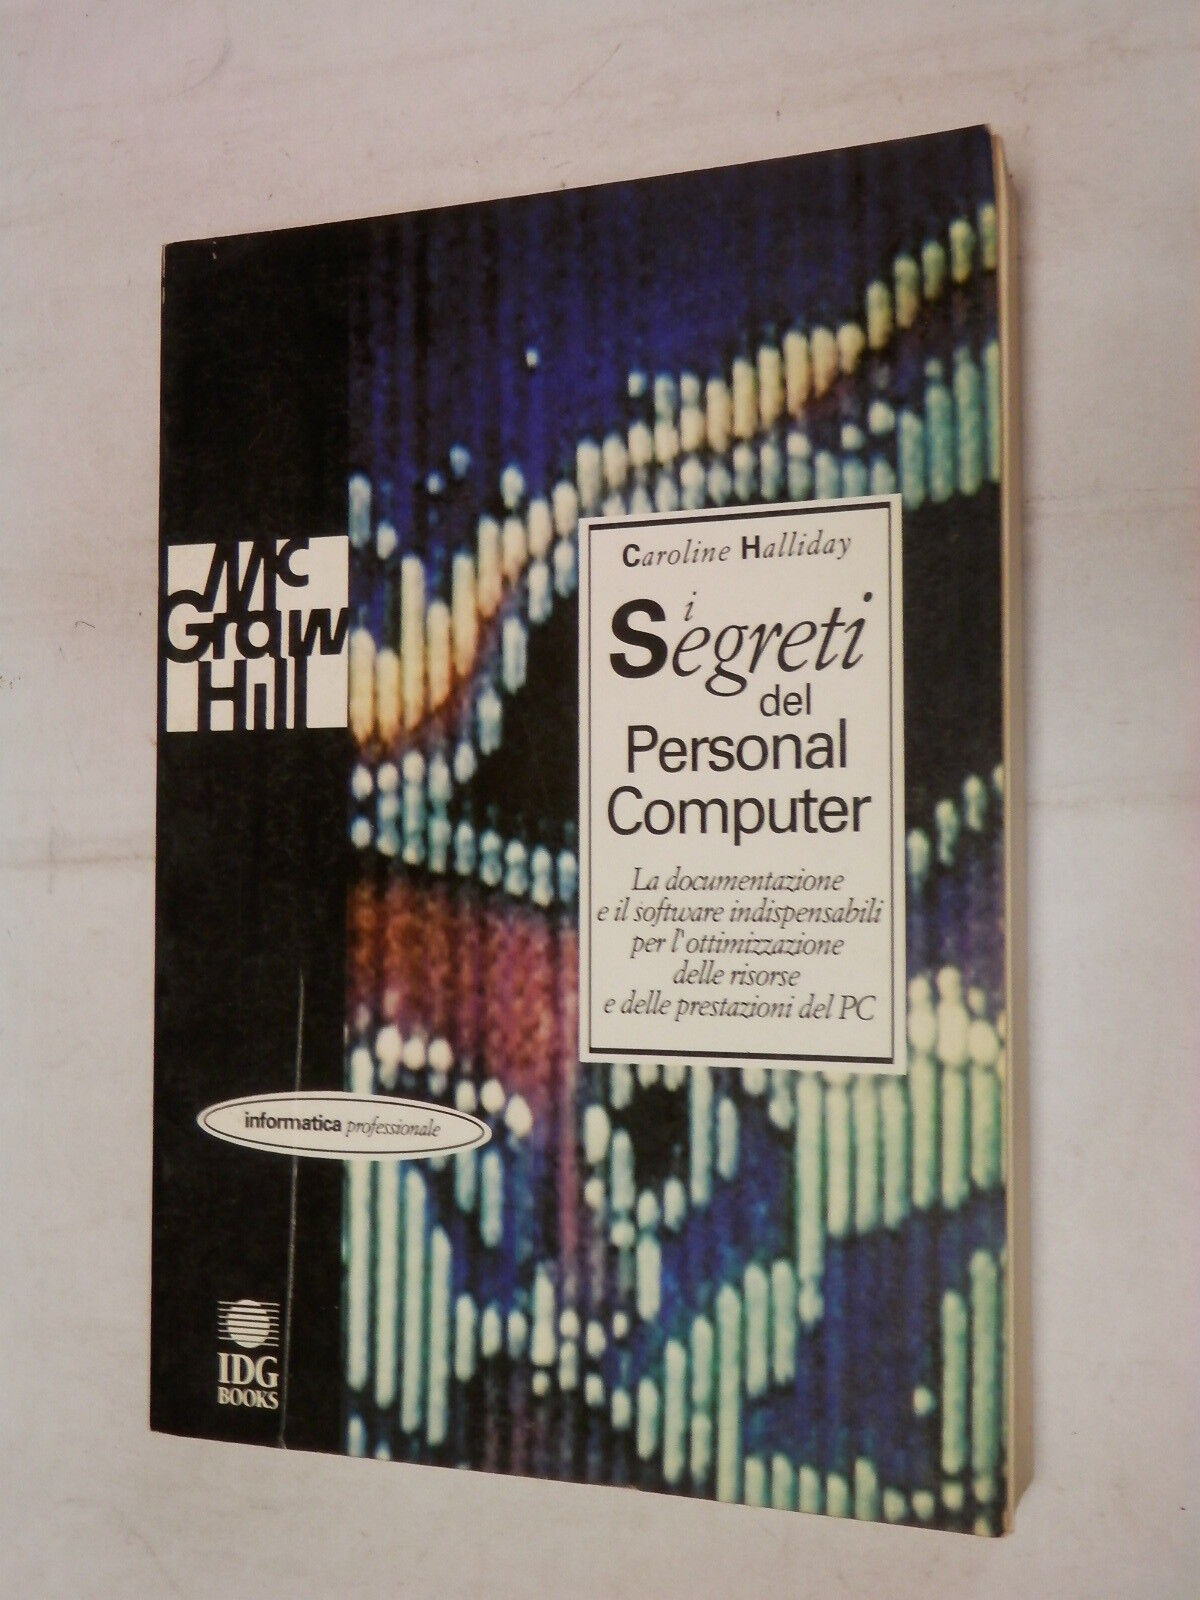 Caroline Halliday
i
Segreti
del
Personal
Computer
La documentazione
e il software indispensabili
per l'ottimizzazione
delle risorse
e delle prestazioni del PC
Mc
Graw
Hill
informatica professionale
IDG
BOOKS